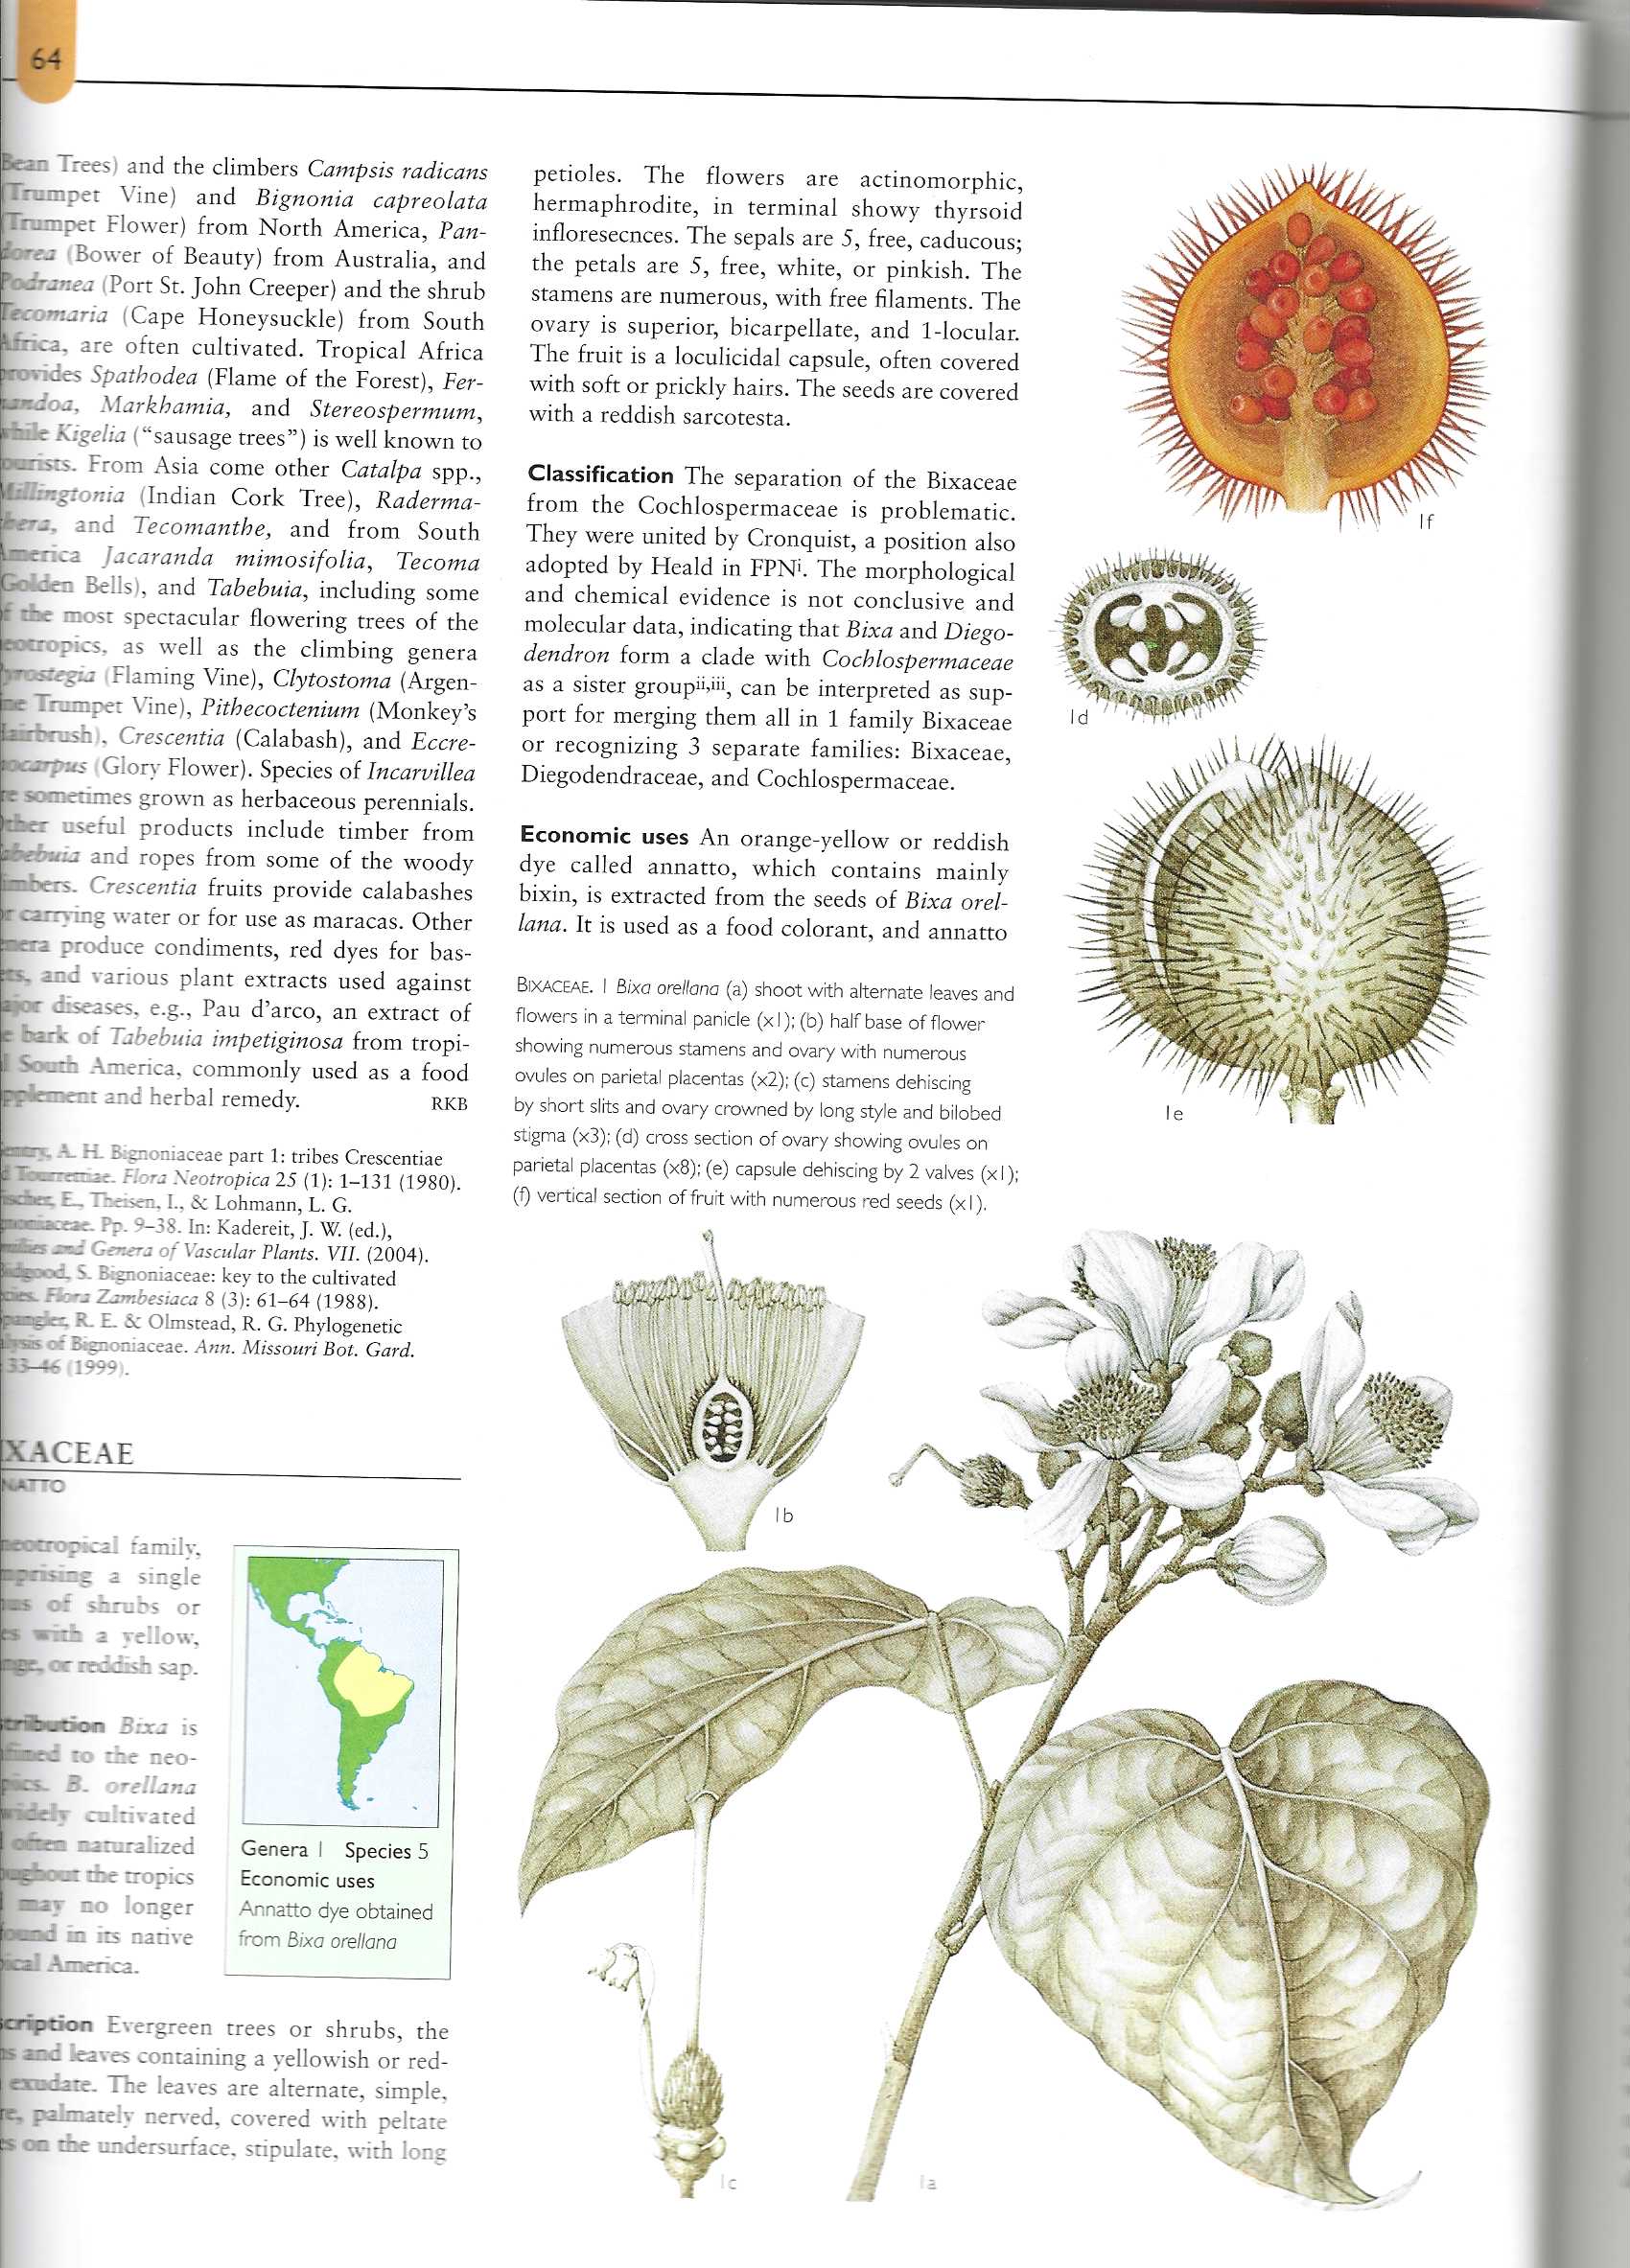 64
Bean Trees) and the climbers Campsis radicans
(Trumpet Vine) and Bignonia capreolata
(Trumpet Flower) from North America, Pan-
dorea (Bower of Beauty) from Australia, and
Podranea (Port St. John Creeper) and the shrub
Tecomaria (Cape Honeysuckle) from South
Africa, are often cultivated. Tropical Africa
provides Spathodea (Flame of the Forest), Fer-
nandoa, Markhamia, and Stereospermum,
while Kigelia (“sausage trees”) is well known to
tourists. From Asia come other Catalpa spp.,
Millingtonia (Indian Cork Tree), Raderma-
chera, and Tecomanthe, and from South
America Jacaranda mimosifolia, Tecoma
(Golden Bells), and Tabebuia, including some
of the most spectacular flowering trees of the
neotropics, as well as the climbing genera
Pyrostegia (Flaming Vine), Clytostoma (Argen-
Trumpet Vine), Pithecoctenium (Monkey’s
Hairbrush), Crescentia (Calabash), and Eccre-
mocarpus (Glory Flower). Species of Incarvillea
are sometimes grown as herbaceous perennials.
Other useful products include timber from
Tabebuia and ropes from some of the woody
climbers. Crescentia fruits provide calabashes
for carrying water or for use as maracas. Other
genera produce condiments, red dyes for bas-
kets, and various plant extracts used against
major diseases, e.g., Pau d’arco, an extract of
the bark of Tabebuia impetiginosa from tropi-
South America, commonly used as a food
supplement and herbal remedy. RKB
Gentry, A. H. Bignoniaceae part 1: tribes Crescentiae
Tourrettiae. Flora Neotropica 25 (1): 1–131 (1980).
Fischer, E., Theisen, I., & Lohmann, L. G.
Bignoniaceae. Pp. 9–38. In: Kadereit, J. W. (ed.),
Families and Genera of Vascular Plants. VII. (2004).
Bidgood, S. Bignoniaceae: key to the cultivated
species. Flora Zambesiaca 8 (3): 61–64 (1988).
Spangler, R. E. & Olmstead, R. G. Phylogenetic
analysis of Bignoniaceae. Ann. Missouri Bot. Gard.
33–46 (1999).
IXACEAE
NATTO
neotropical family,
comprising a single
genus of shrubs or
trees with a yellow,
orange, or reddish sap.
Distribution Bixa is
confined to the neo-
tropics. B. orellana
widely cultivated
often naturalized
throughout the tropics
may no longer
found in its native
tropical America.
Genera 1 Species 5
Economic uses
Annatto dye obtained
from Bixa orellana
Description Evergreen trees or shrubs, the
and leaves containing a yellowish or red-
exudate. The leaves are alternate, simple,
palmately nerved, covered with peltate
on the undersurface, stipulate, with long
petioles. The flowers are actinomorphic,
hermaphrodite, in terminal showy thyrsoid
infloresecnces. The sepals are 5, free, caducous;
the petals are 5, free, white, or pinkish. The
stamens are numerous, with free filaments. The
ovary is superior, bicarpellate, and 1-locular.
The fruit is a loculicidal capsule, often covered
with soft or prickly hairs. The seeds are covered
with a reddish sarcotesta.
Classification The separation of the Bixaceae
from the Cochlospermaceae is problematic.
They were united by Cronquist, a position also
adopted by Heald in FPNi. The morphological
and chemical evidence is not conclusive and
molecular data, indicating that Bixa and Diego-
dendron form a clade with Cochlospermaceae
as a sister groupii,iii, can be interpreted as sup-
port for merging them all in 1 family Bixaceae
or recognizing 3 separate families: Bixaceae,
Diegodendraceae, and Cochlospermaceae.
Economic uses An orange-yellow or reddish
dye called annatto, which contains mainly
bixin, is extracted from the seeds of Bixa orel-
lana. It is used as a food colorant, and annatto
BIXACEAE. 1 Bixa orellana (a) shoot with alternate leaves and
flowers in a terminal panicle (x1); (b) half base of flower
showing numerous stamens and ovary with numerous
ovules on parietal placentas (x2); (c) stamens dehiscing
by short slits and ovary crowned by long style and bilobed
stigma (x3); (d) cross section of ovary showing ovules on
parietal placentas (x8); (e) capsule dehiscing by 2 valves (x1);
(f) vertical section of fruit with numerous red seeds (x1).
1f
1d
1e
1b
1c
1a